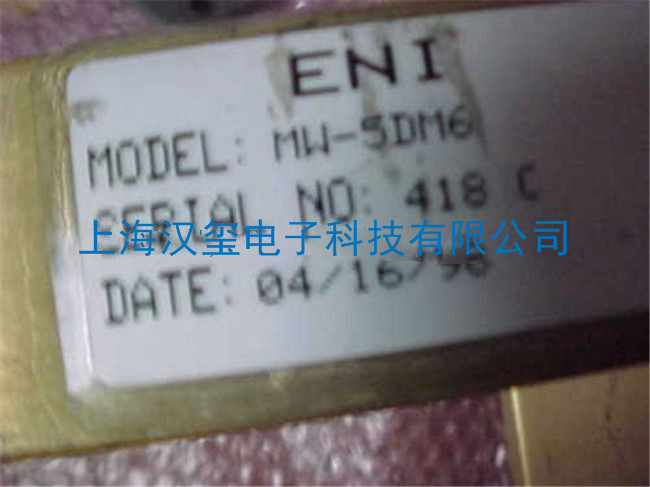 ENI
MODEL: MW-5DM6
SERIAL NO: 418 C
上海汉玺电子科技有限公司
DATE: 04/16/96